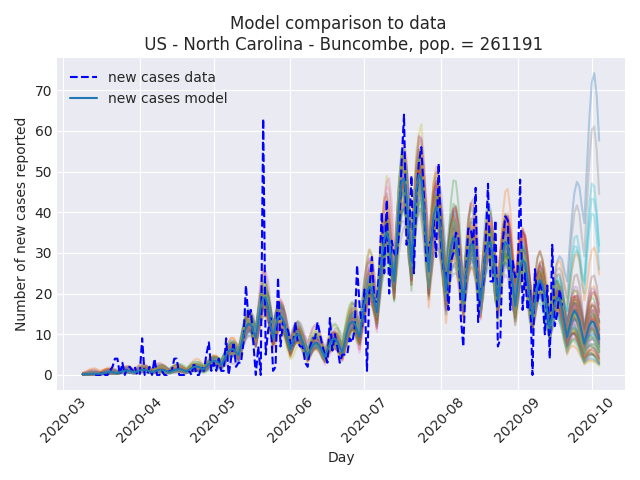 Model comparison to data
US - North Carolina - Buncombe, pop. = 261191
new cases data
new cases model
Number of new cases reported
70
60
50
40
30
20
10
0
2020-03
2020-04
2020-05
2020-06
2020-07
2020-08
2020-09
2020-10
Day